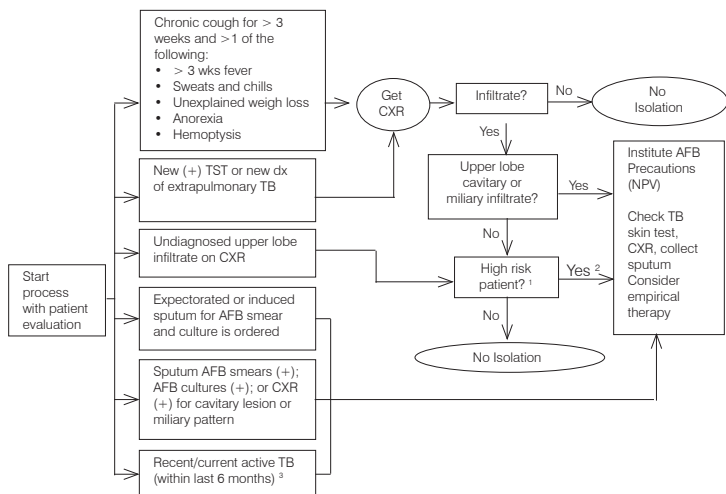 Chronic cough for > 3
weeks and >1 of the
following:
• > 3 wks fever
• Sweats and chills
• Unexplained weigh loss
• Anorexia
• Hemoptysis
Get
CXR
Infiltrate?
No
No
Isolation
Yes
New (+) TST or new dx
of extrapulmonary TB
Upper lobe
cavitary or
miliary infiltrate?
Yes
Institute AFB
Precautions
(NPV)
Check TB
skin test,
CXR, collect
sputum
Consider
empirical
therapy
No
Undiagnosed upper lobe
infiltrate on CXR
High risk
patient? 1
Yes 2
Start
process
with patient
evaluation
Expectorated or induced
sputum for AFB smear
and culture is ordered
No
No Isolation
Sputum AFB smears (+);
AFB cultures (+); or CXR
(+) for cavitary lesion or
miliary pattern
Recent/current active TB
(within last 6 months) 3